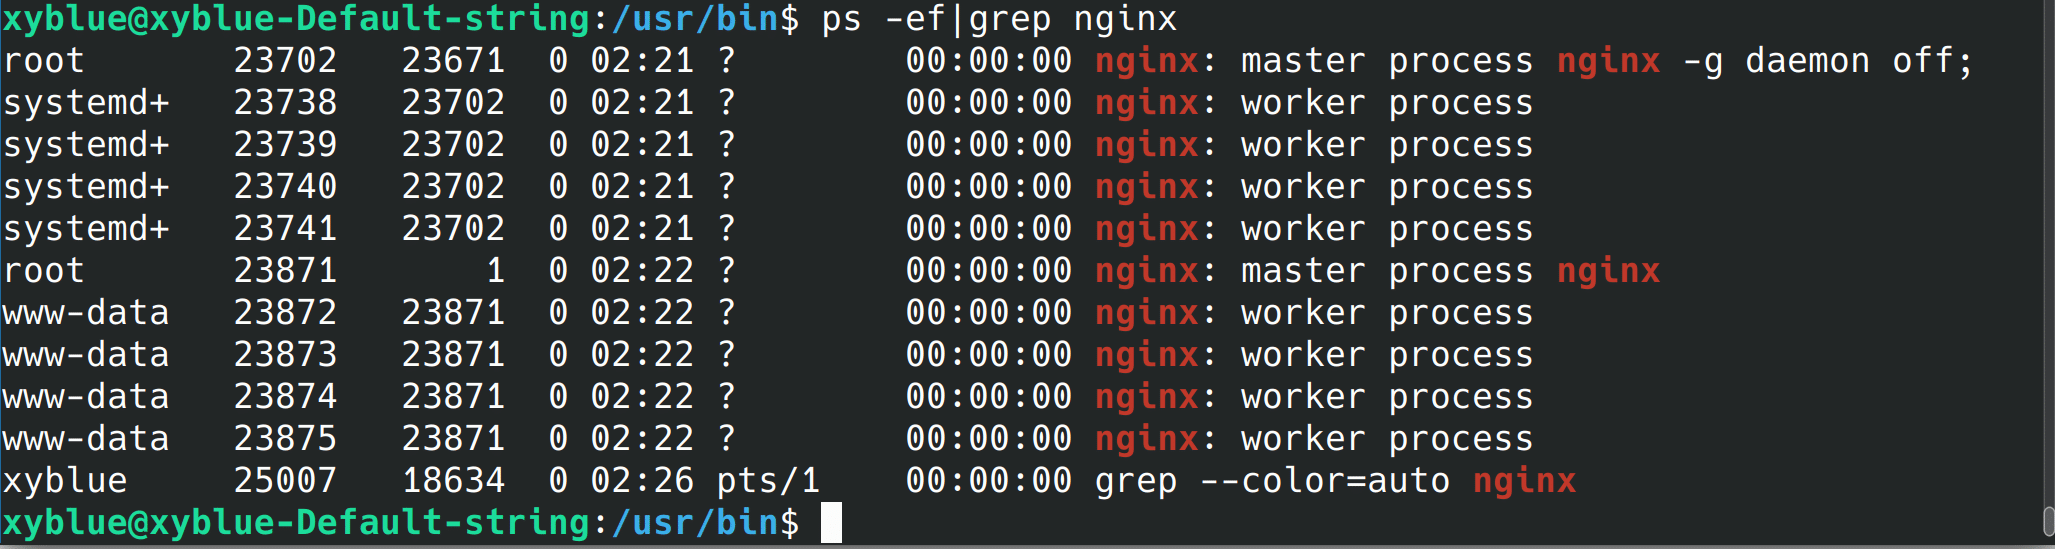 xyblue@xyblue-Default-string:/usr/bin$ ps -ef|grep nginx
root       23702   23671  0 02:21 ?        00:00:00 nginx: master process nginx -g daemon off;
systemd+   23738   23702  0 02:21 ?        00:00:00 nginx: worker process
systemd+   23739   23702  0 02:21 ?        00:00:00 nginx: worker process
systemd+   23740   23702  0 02:21 ?        00:00:00 nginx: worker process
systemd+   23741   23702  0 02:21 ?        00:00:00 nginx: worker process
root       23871       1  0 02:22 ?        00:00:00 nginx: master process nginx
www-data   23872   23871  0 02:22 ?        00:00:00 nginx: worker process
www-data   23873   23871  0 02:22 ?        00:00:00 nginx: worker process
www-data   23874   23871  0 02:22 ?        00:00:00 nginx: worker process
www-data   23875   23871  0 02:22 ?        00:00:00 nginx: worker process
xyblue     25007   18634  0 02:26 pts/1    00:00:00 grep --color=auto nginx
xyblue@xyblue-Default-string:/usr/bin$